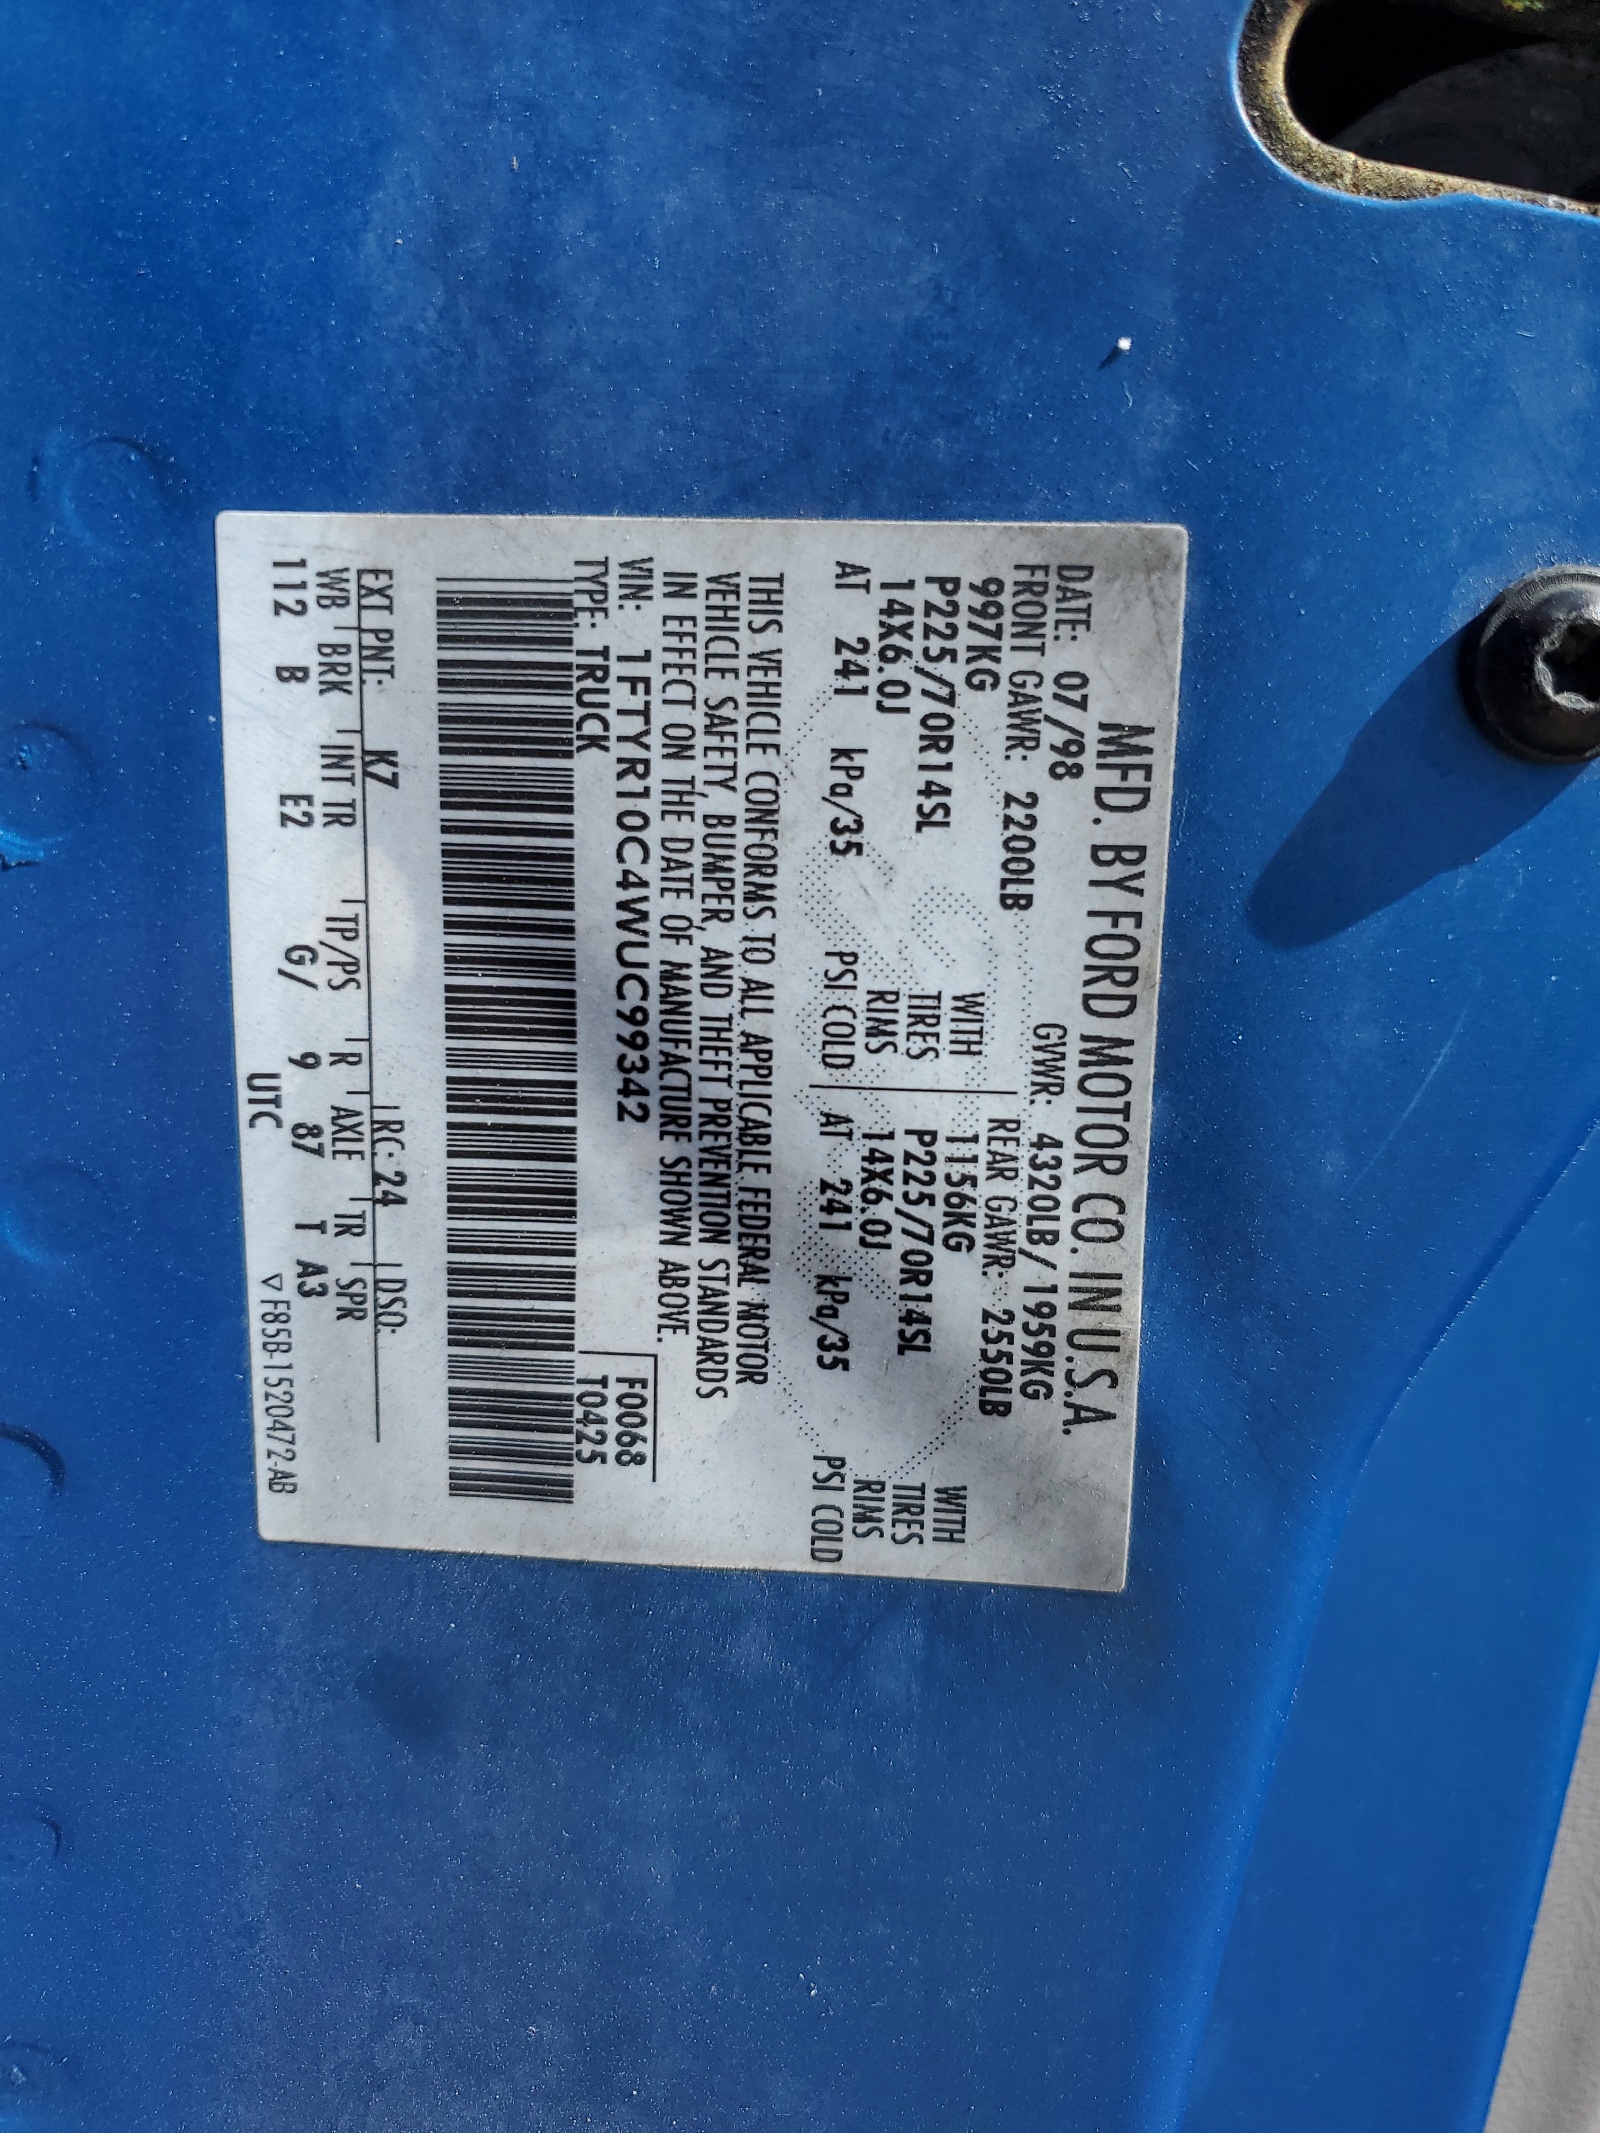 MFD. BY FORD MOTOR CO. IN U.S.A.
DATE: 07/98 GVWR: 4320LB/1959KG
FRONT GAWR: 2200LB REAR GAWR: 2550LB
997KG WITH 1156KG WITH
P225/70R14SL TIRES P225/70R14SL TIRES
14X6.0J RIMS 14X6.0J RIMS
AT 241 kPa/35 PSI COLD AT 241 kPa/35 PSI COLD
THIS VEHICLE CONFORMS TO ALL APPLICABLE FEDERAL MOTOR
VEHICLE SAFETY, BUMPER, AND THEFT PREVENTION STANDARDS
IN EFFECT ON THE DATE OF MANUFACTURE SHOWN ABOVE.
VIN: 1FTYR10C4WUC99342 F0068
TYPE: TRUCK T0425
EXT PNT: K7 RC: 24 DSO:
WB BRK INT TR TP/PS R AXLE TR SPR
112 B E2 G/ 9 87 T A3
UTC ▽ F85B-1520472-AB